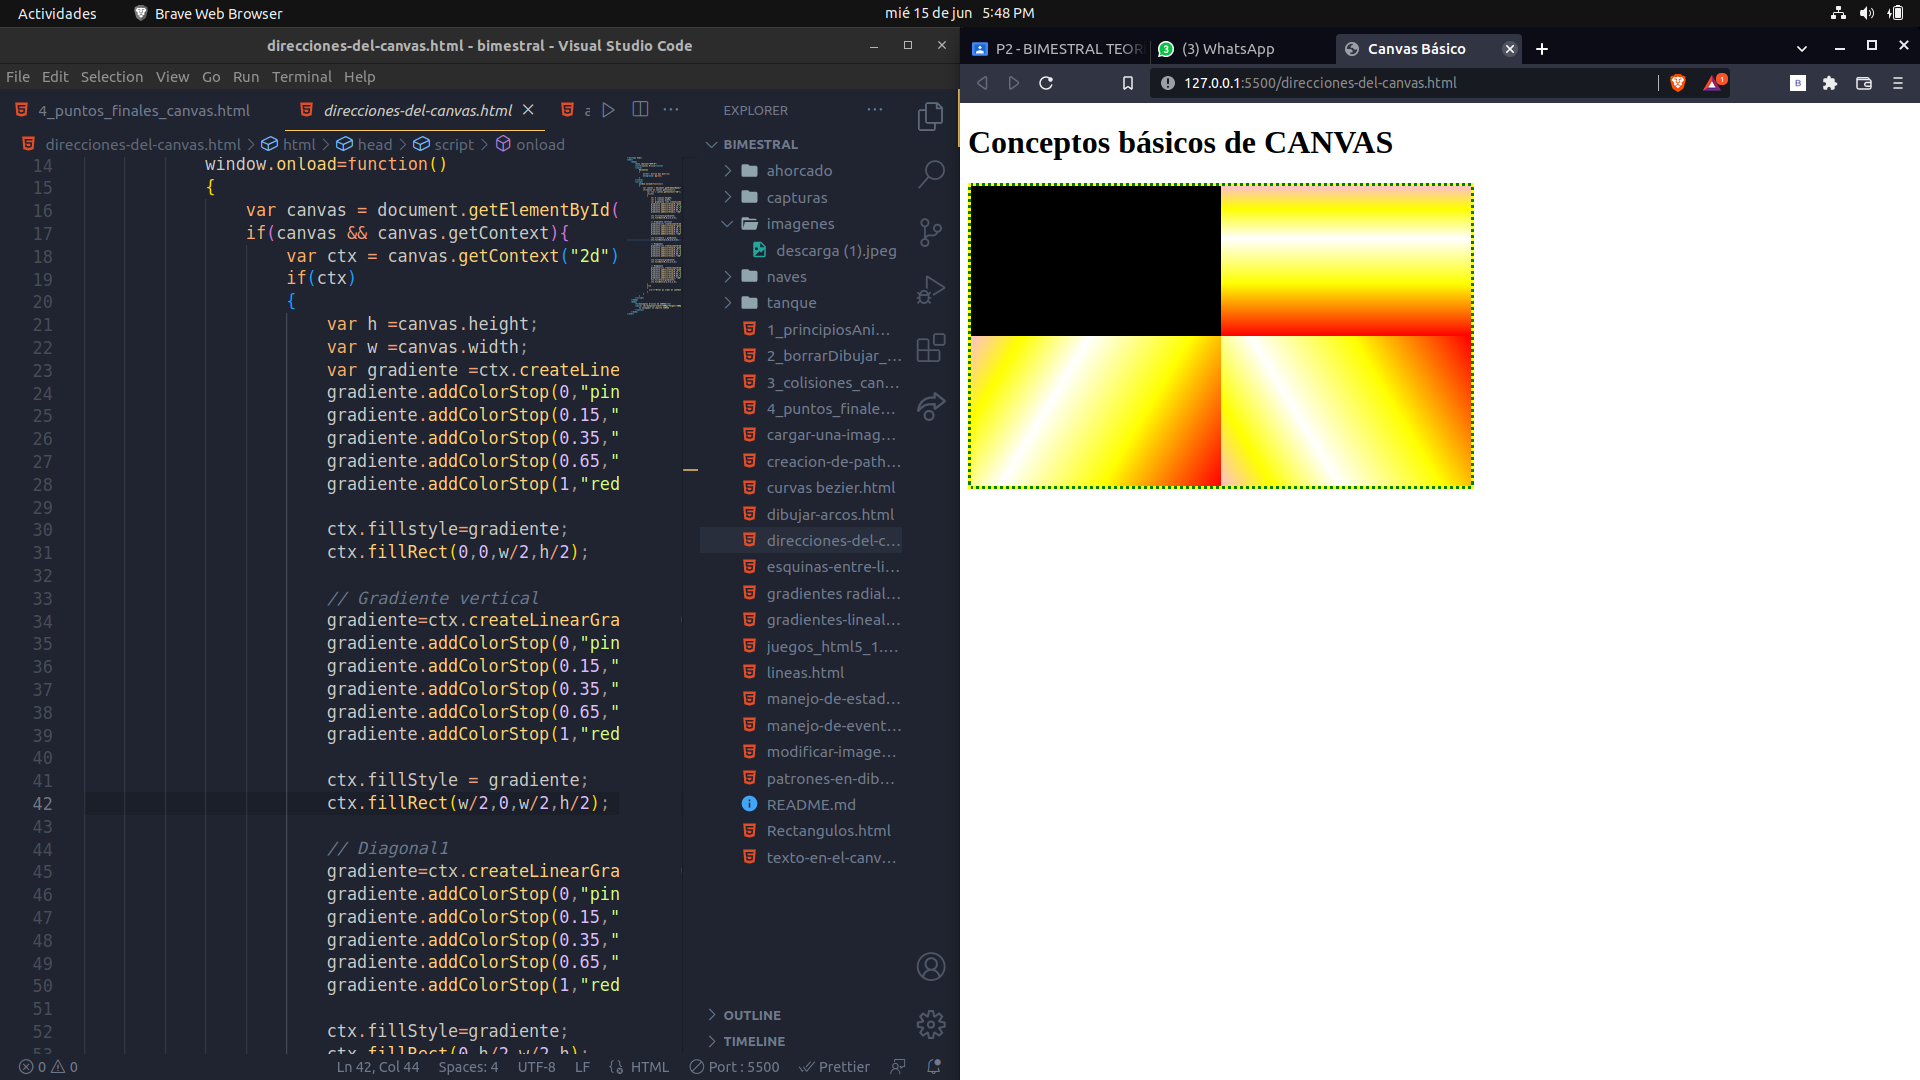 Actividades
Brave Web Browser
mié 15 de jun 5:48 PM
direcciones-del-canvas.html - bimestral - Visual Studio Code
File Edit Selection View Go Run Terminal Help
4_puntos_finales_canvas.html
direcciones-del-canvas.html
a
direcciones-del-canvas.html > html > head > script > onload
14 window.onload=function()
15 {
16 var canvas = document.getElementById(
17 if(canvas && canvas.getContext){
18 var ctx = canvas.getContext("2d")
19 if(ctx)
20 {
21 var h =canvas.height;
22 var w =canvas.width;
23 var gradiente =ctx.createLine
24 gradiente.addColorStop(0,"pin
25 gradiente.addColorStop(0.15,"
26 gradiente.addColorStop(0.35,"
27 gradiente.addColorStop(0.65,"
28 gradiente.addColorStop(1,"red
29
30 ctx.fillstyle=gradiente;
31 ctx.fillRect(0,0,w/2,h/2);
32
33 // Gradiente vertical
34 gradiente=ctx.createLinearGra
35 gradiente.addColorStop(0,"pin
36 gradiente.addColorStop(0.15,"
37 gradiente.addColorStop(0.35,"
38 gradiente.addColorStop(0.65,"
39 gradiente.addColorStop(1,"red
40
41 ctx.fillStyle = gradiente;
42 ctx.fillRect(w/2,0,w/2,h/2);
43
44 // Diagonal1
45 gradiente=ctx.createLinearGra
46 gradiente.addColorStop(0,"pin
47 gradiente.addColorStop(0.15,"
48 gradiente.addColorStop(0.35,"
49 gradiente.addColorStop(0.65,"
50 gradiente.addColorStop(1,"red
51
52 ctx.fillStyle=gradiente;
53 ctx.fillRect(0,h/2,w/2,h);
EXPLORER
BIMESTRAL
ahorcado
capturas
imagenes
descarga (1).jpeg
naves
tanque
1_principiosAni...
2_borrarDibujar_...
3_colisiones_can...
4_puntos_finale...
cargar-una-imag...
creacion-de-path...
curvas bezier.html
dibujar-arcos.html
direcciones-del-c...
esquinas-entre-li...
gradientes radial...
gradientes-lineal...
juegos_html5_1....
lineas.html
manejo-de-estad...
manejo-de-event...
modificar-image...
patrones-en-dib...
README.md
Rectangulos.html
texto-en-el-canv...
OUTLINE
TIMELINE
0 0 Ln 42, Col 44 Spaces: 4 UTF-8 LF HTML Port : 5500 Prettier
P2 - BIMESTRAL TEOR
3 (3) WhatsApp
Canvas Básico
127.0.0.1:5500/direcciones-del-canvas.html
1
B
Conceptos básicos de CANVAS